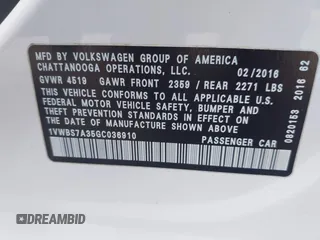 MFD BY VOLKSWAGEN GROUP OF AMERICA
CHATTANOOGA OPERATIONS, LLC. 02/2016
GVWR 4519 GAWR FRONT 2359 / REAR 2271 LBS
THIS VEHICLE CONFORMS TO ALL APPLICABLE U.S.
FEDERAL MOTOR VEHICLE SAFETY, BUMPER AND
THEFT PREVENTION STANDARDS IN EFFECT ON THE
DATE OF MANUFACTURE SHOWN ABOVE.
1VWBS7A35GC036910 PASSENGER CAR
0820153 2016 62
DREAMBID